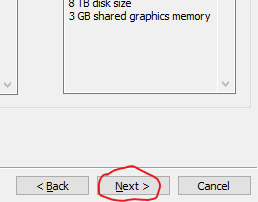 8 TB disk size
3 GB shared graphics memory
< Back
Next >
Cancel